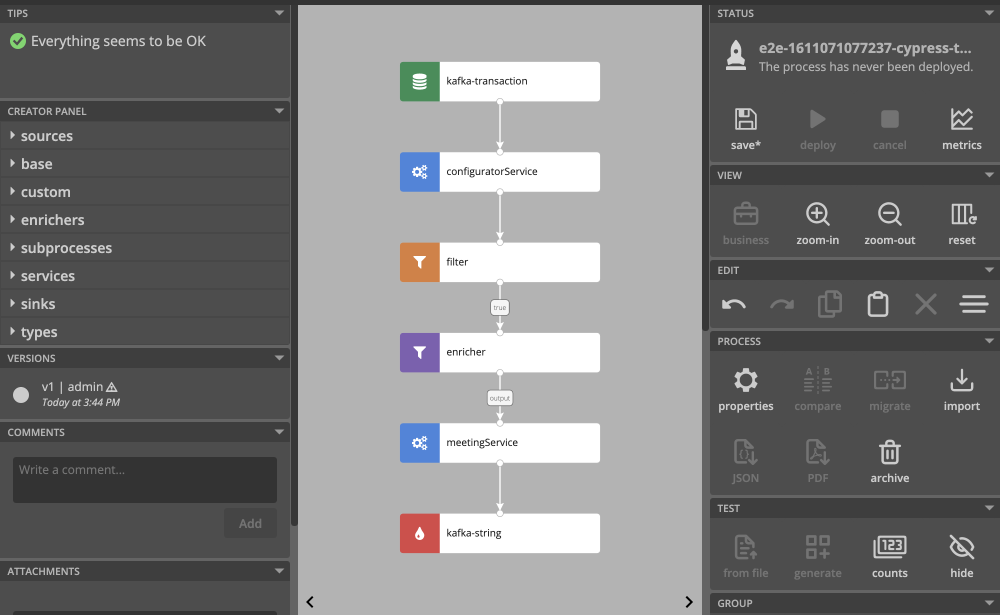 TIPS
Everything seems to be OK
CREATOR PANEL
sources
base
custom
enrichers
subprocesses
services
sinks
types
VERSIONS
v1 | admin
Today at 3:44 PM
COMMENTS
Write a comment...
Add
ATTACHMENTS
kafka-transaction
configuratorService
filter
true
enricher
output
meetingService
kafka-string
STATUS
e2e-1611071077237-cypress-t...
The process has never been deployed.
save* deploy cancel metrics
VIEW
business zoom-in zoom-out reset
EDIT
PROCESS
A B
properties compare migrate import
JSON PDF archive
TEST
123
from file generate counts hide
GROUP